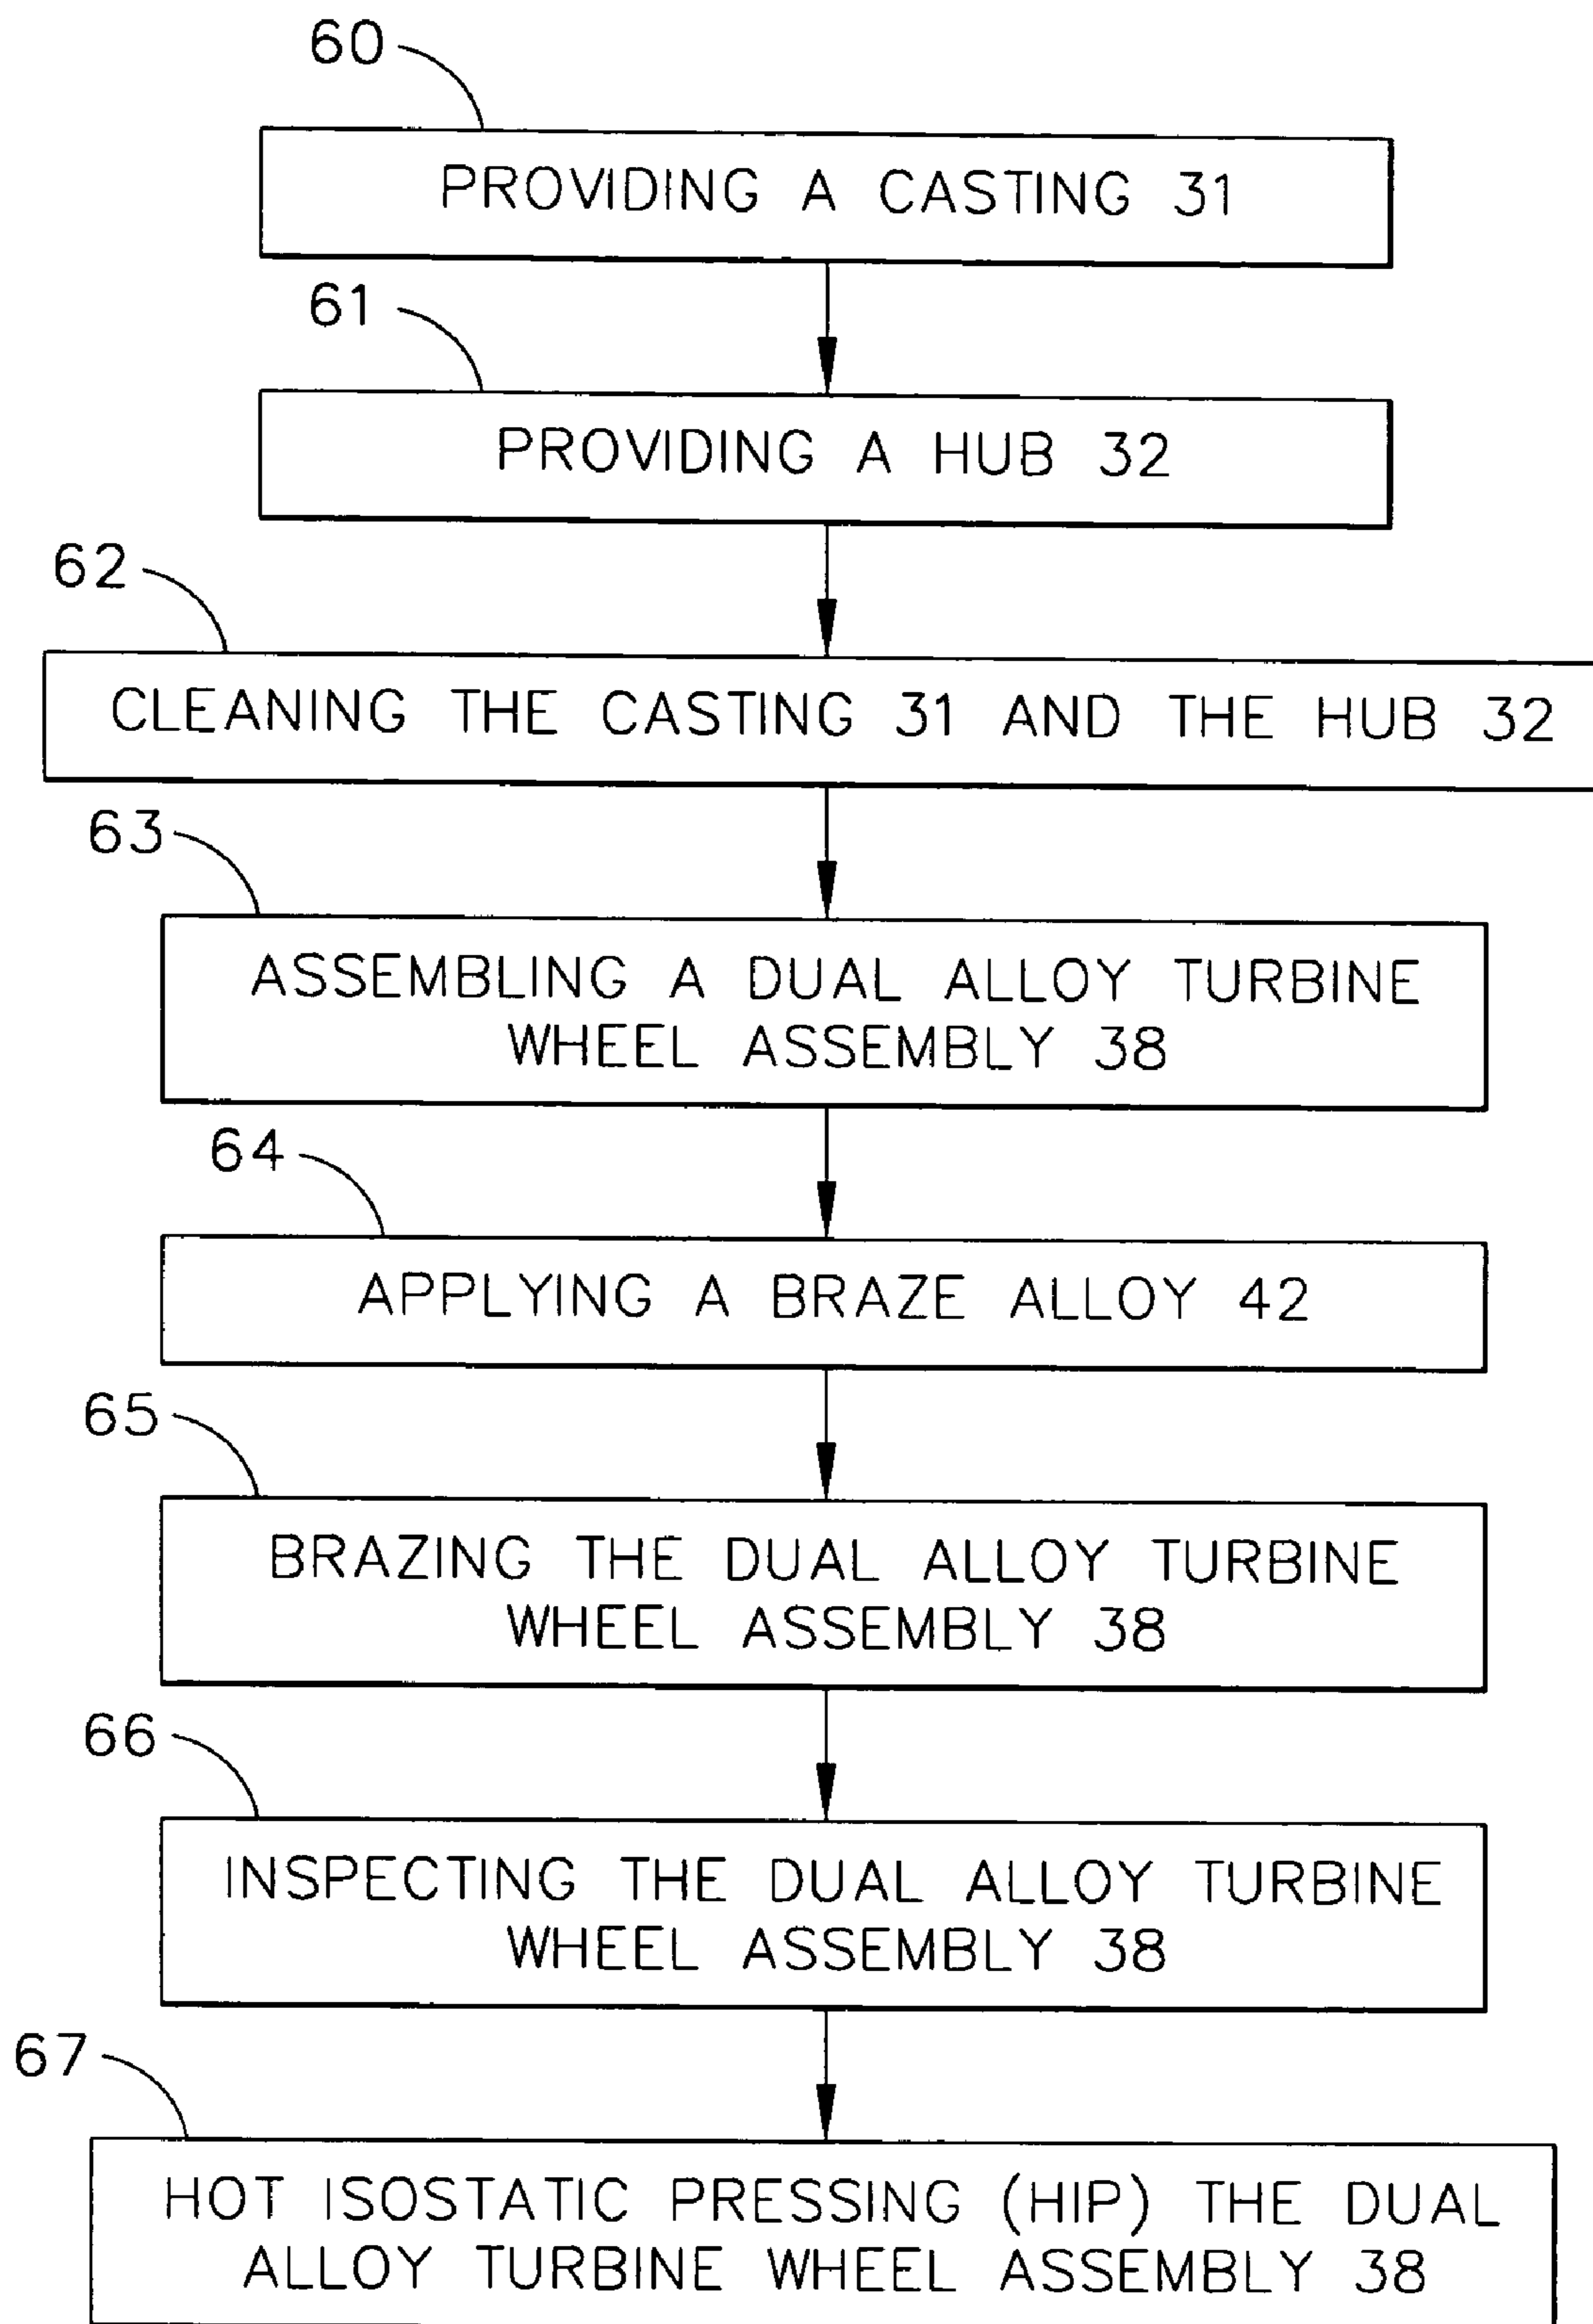 60
PROVIDING A CASTING 31
61
PROVIDING A HUB 32
62
CLEANING THE CASTING 31 AND THE HUB 32
63
ASSEMBLING A DUAL ALLOY TURBINE
WHEEL ASSEMBLY 38
64
APPLYING A BRAZE ALLOY 42
65
BRAZING THE DUAL ALLOY TURBINE
WHEEL ASSEMBLY 38
66
INSPECTING THE DUAL ALLOY TURBINE
WHEEL ASSEMBLY 38
67
HOT ISOSTATIC PRESSING (HIP) THE DUAL
ALLOY TURBINE WHEEL ASSEMBLY 38